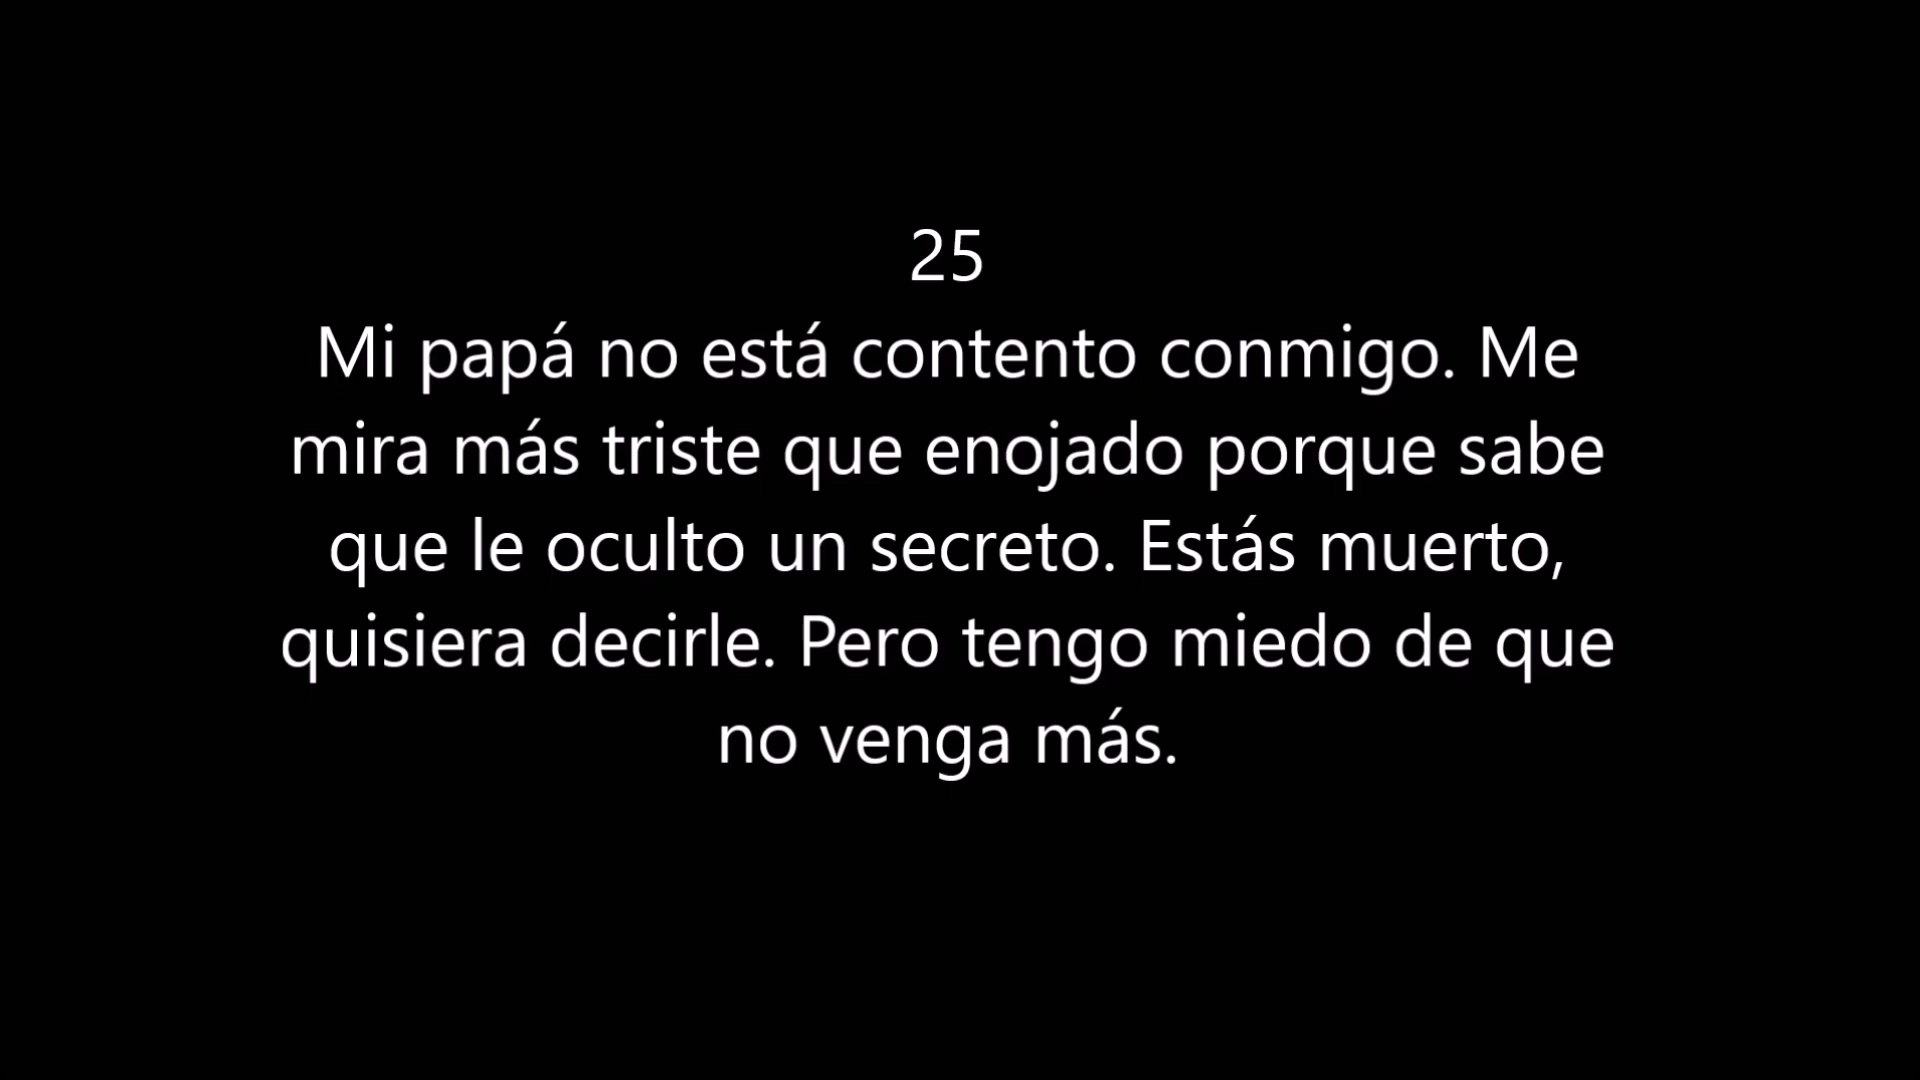 25
Mi papá no está contento conmigo. Me
mira más triste que enojado porque sabe
que le oculto un secreto. Estás muerto,
quisiera decirle. Pero tengo miedo de que
no venga más.